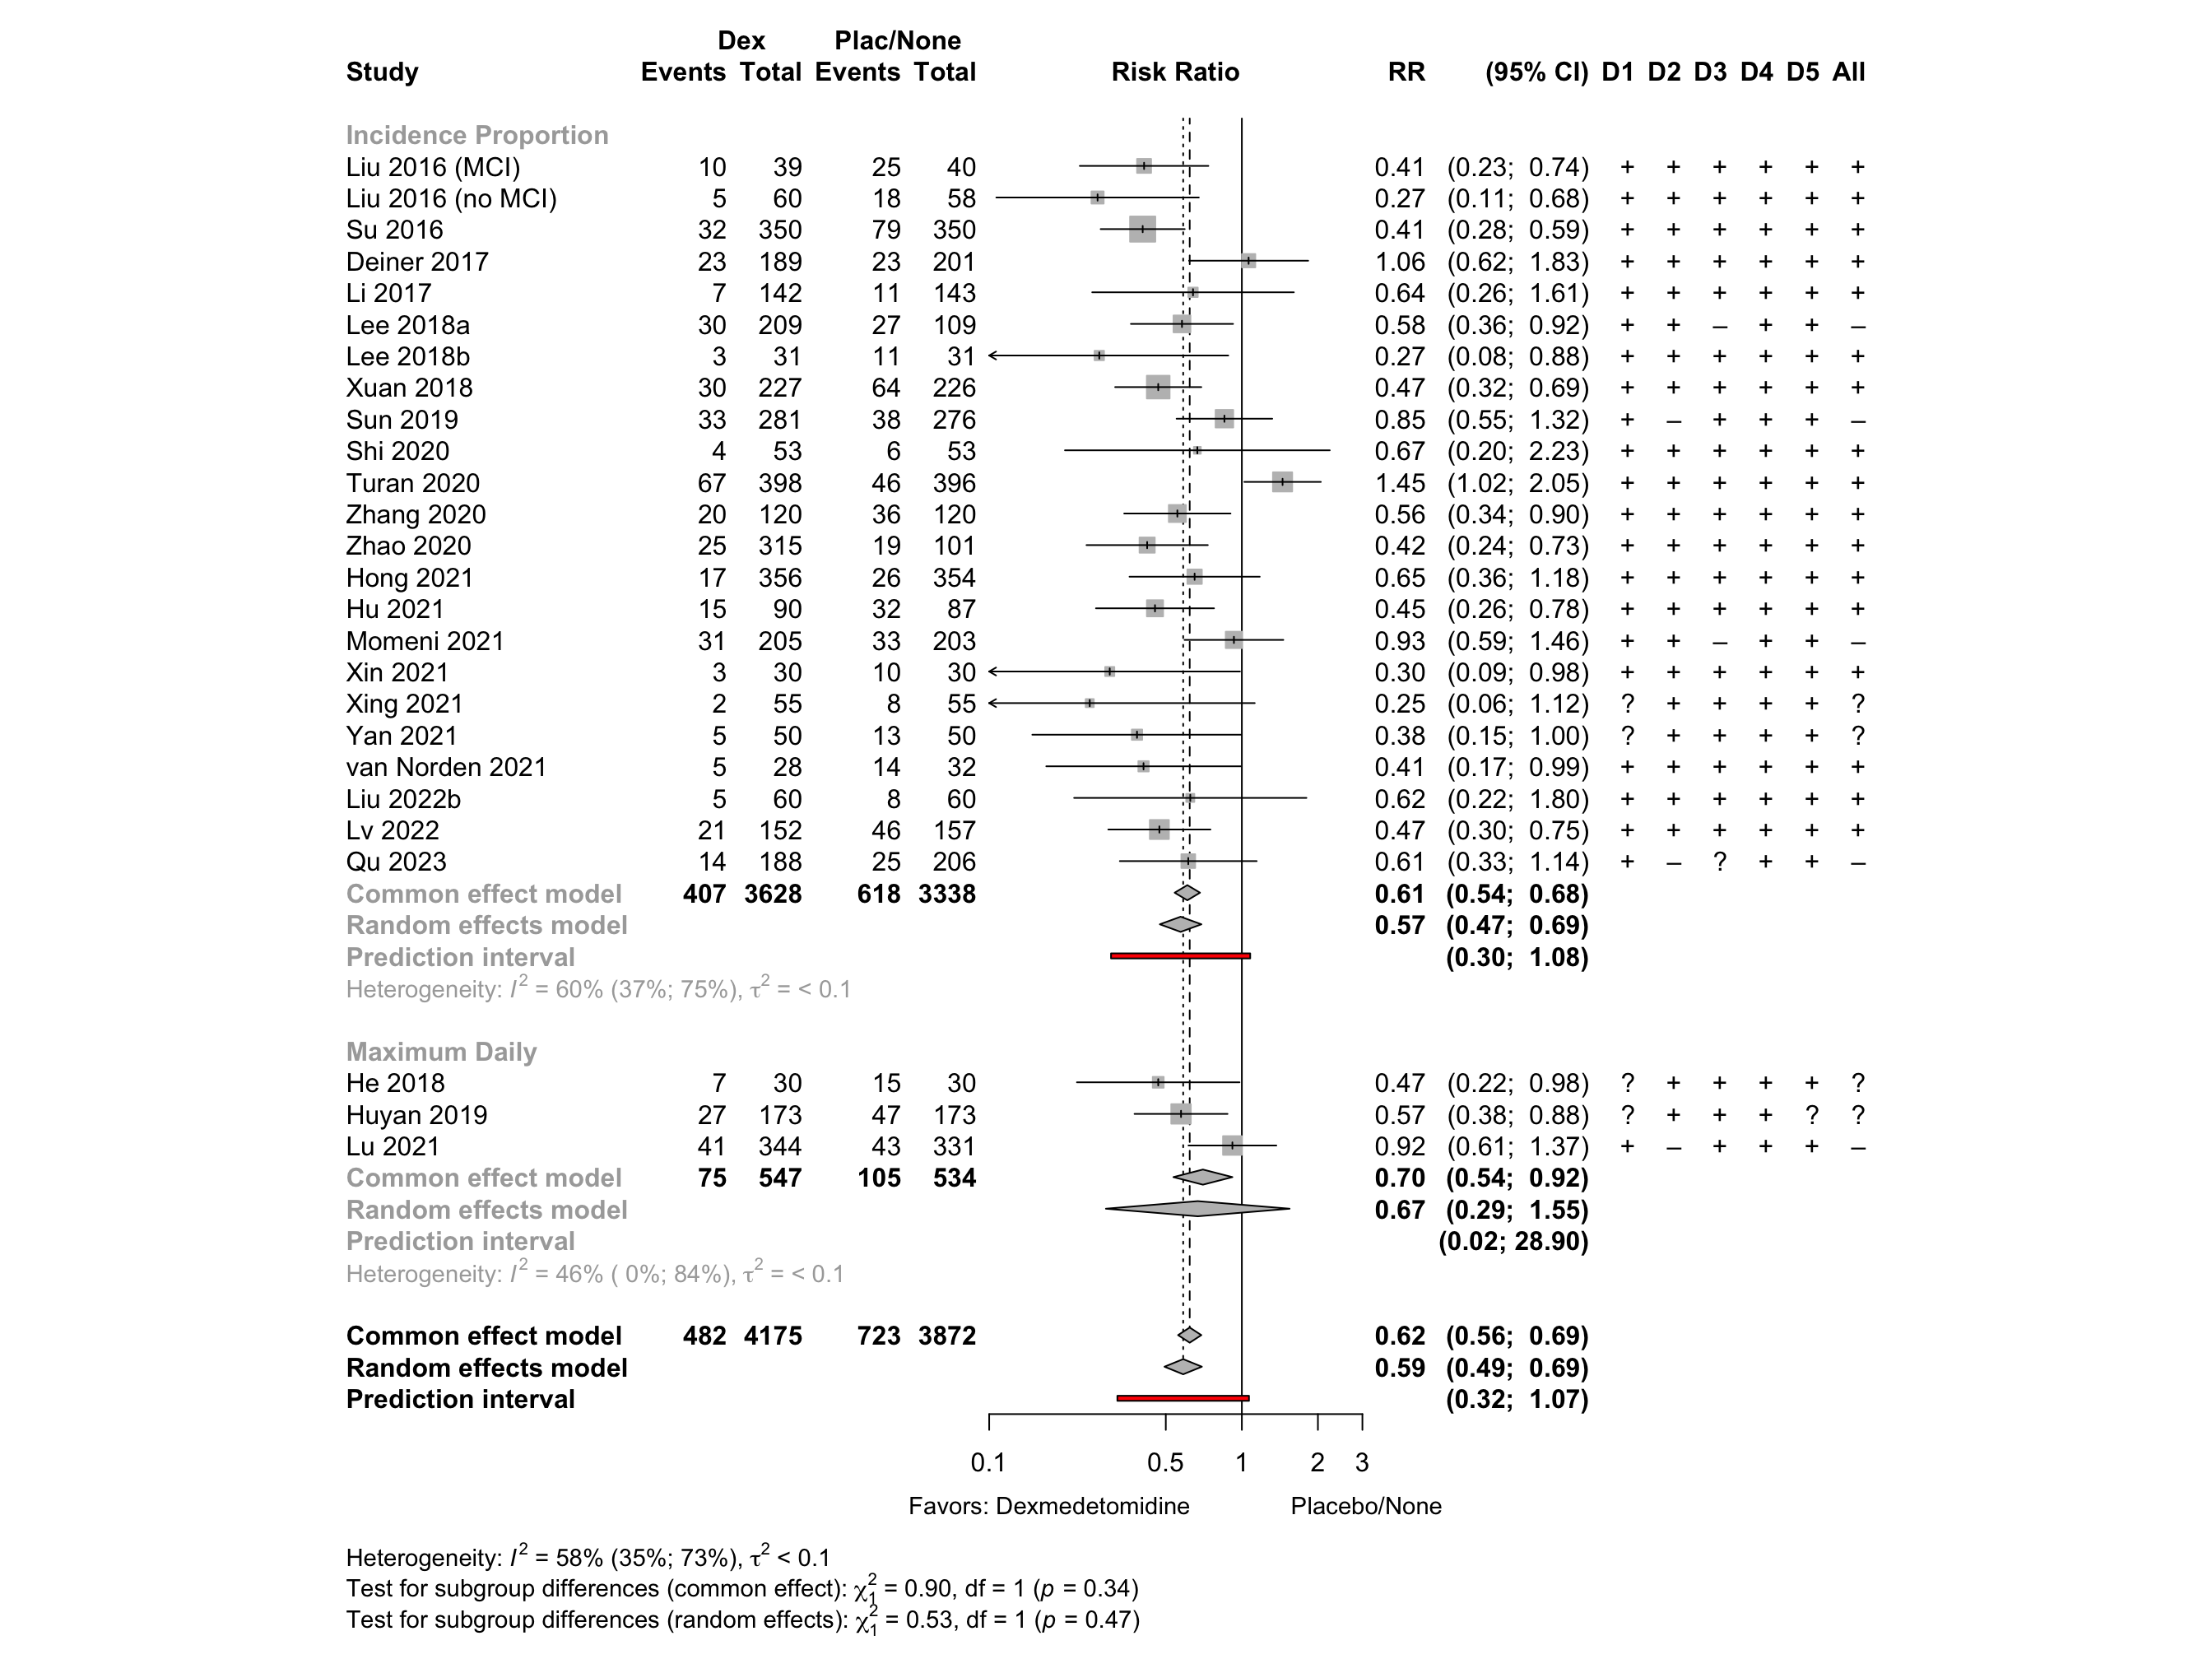 Dex Plac/None
Study Events Total Events Total Risk Ratio RR (95% CI) D1 D2 D3 D4 D5 All
Incidence Proportion
Liu 2016 (MCI) 10 39 25 40 0.41 (0.23; 0.74) + + + + + +
Liu 2016 (no MCI) 5 60 18 58 0.27 (0.11; 0.68) + + + + + +
Su 2016 32 350 79 350 0.41 (0.28; 0.59) + + + + + +
Deiner 2017 23 189 23 201 1.06 (0.62; 1.83) + + + + + +
Li 2017 7 142 11 143 0.64 (0.26; 1.61) + + + + + +
Lee 2018a 30 209 27 109 0.58 (0.36; 0.92) + + – + + –
Lee 2018b 3 31 11 31 0.27 (0.08; 0.88) + + + + + +
Xuan 2018 30 227 64 226 0.47 (0.32; 0.69) + + + + + +
Sun 2019 33 281 38 276 0.85 (0.55; 1.32) + – + + + –
Shi 2020 4 53 6 53 0.67 (0.20; 2.23) + + + + + +
Turan 2020 67 398 46 396 1.45 (1.02; 2.05) + + + + + +
Zhang 2020 20 120 36 120 0.56 (0.34; 0.90) + + + + + +
Zhao 2020 25 315 19 101 0.42 (0.24; 0.73) + + + + + +
Hong 2021 17 356 26 354 0.65 (0.36; 1.18) + + + + + +
Hu 2021 15 90 32 87 0.45 (0.26; 0.78) + + + + + +
Momeni 2021 31 205 33 203 0.93 (0.59; 1.46) + + – + + –
Xin 2021 3 30 10 30 0.30 (0.09; 0.98) + + + + + +
Xing 2021 2 55 8 55 0.25 (0.06; 1.12) ? + + + + ?
Yan 2021 5 50 13 50 0.38 (0.15; 1.00) ? + + + + ?
van Norden 2021 5 28 14 32 0.41 (0.17; 0.99) + + + + + +
Liu 2022b 5 60 8 60 0.62 (0.22; 1.80) + + + + + +
Lv 2022 21 152 46 157 0.47 (0.30; 0.75) + + + + + +
Qu 2023 14 188 25 206 0.61 (0.33; 1.14) + – ? + + –
Common effect model 407 3628 618 3338 0.61 (0.54; 0.68)
Random effects model 0.57 (0.47; 0.69)
Prediction interval (0.30; 1.08)
Heterogeneity: I² = 60% (37%; 75%), τ² = < 0.1
Maximum Daily
He 2018 7 30 15 30 0.47 (0.22; 0.98) ? + + + + ?
Huyan 2019 27 173 47 173 0.57 (0.38; 0.88) ? + + + ? ?
Lu 2021 41 344 43 331 0.92 (0.61; 1.37) + – + + + –
Common effect model 75 547 105 534 0.70 (0.54; 0.92)
Random effects model 0.67 (0.29; 1.55)
Prediction interval (0.02; 28.90)
Heterogeneity: I² = 46% ( 0%; 84%), τ² = < 0.1
Common effect model 482 4175 723 3872 0.62 (0.56; 0.69)
Random effects model 0.59 (0.49; 0.69)
Prediction interval (0.32; 1.07)
0.1 0.5 1 2 3
Favors: Dexmedetomidine Placebo/None
Heterogeneity: I² = 58% (35%; 73%), τ² < 0.1
Test for subgroup differences (common effect): χ²₁ = 0.90, df = 1 (p = 0.34)
Test for subgroup differences (random effects): χ²₁ = 0.53, df = 1 (p = 0.47)